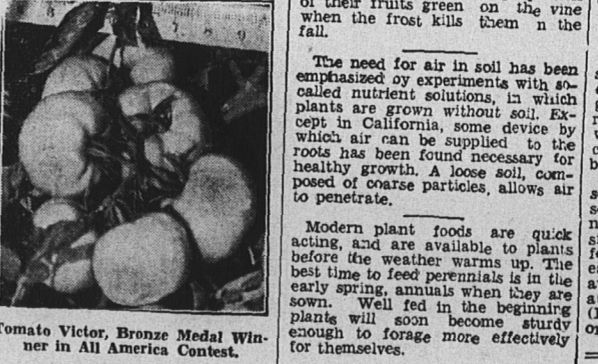 8 9
Tomato Victor, Bronze Medal Win-
ner in All America Contest.
of their fruits green on the vine
when the frost kills them n the
fall.
The need for air in soil has been
emphasized oy experiments with so-
called nutrient solutions, in which
plants are grown without soil. Ex-
cept in California, some device by
which air can be supplied to the
roots has been found necessary for
healthy growth. A loose soil, com-
posed of coarse particles, allows air
to penetrate.
Modern plant foods are quick
acting, and are available to plants
before the weather warms up. The
best time to feed perennials is in the
early spring, annuals when they are
sown. Well fed in the beginning
plants will soon become sturdy
enough to forage more effectively
for themselves.